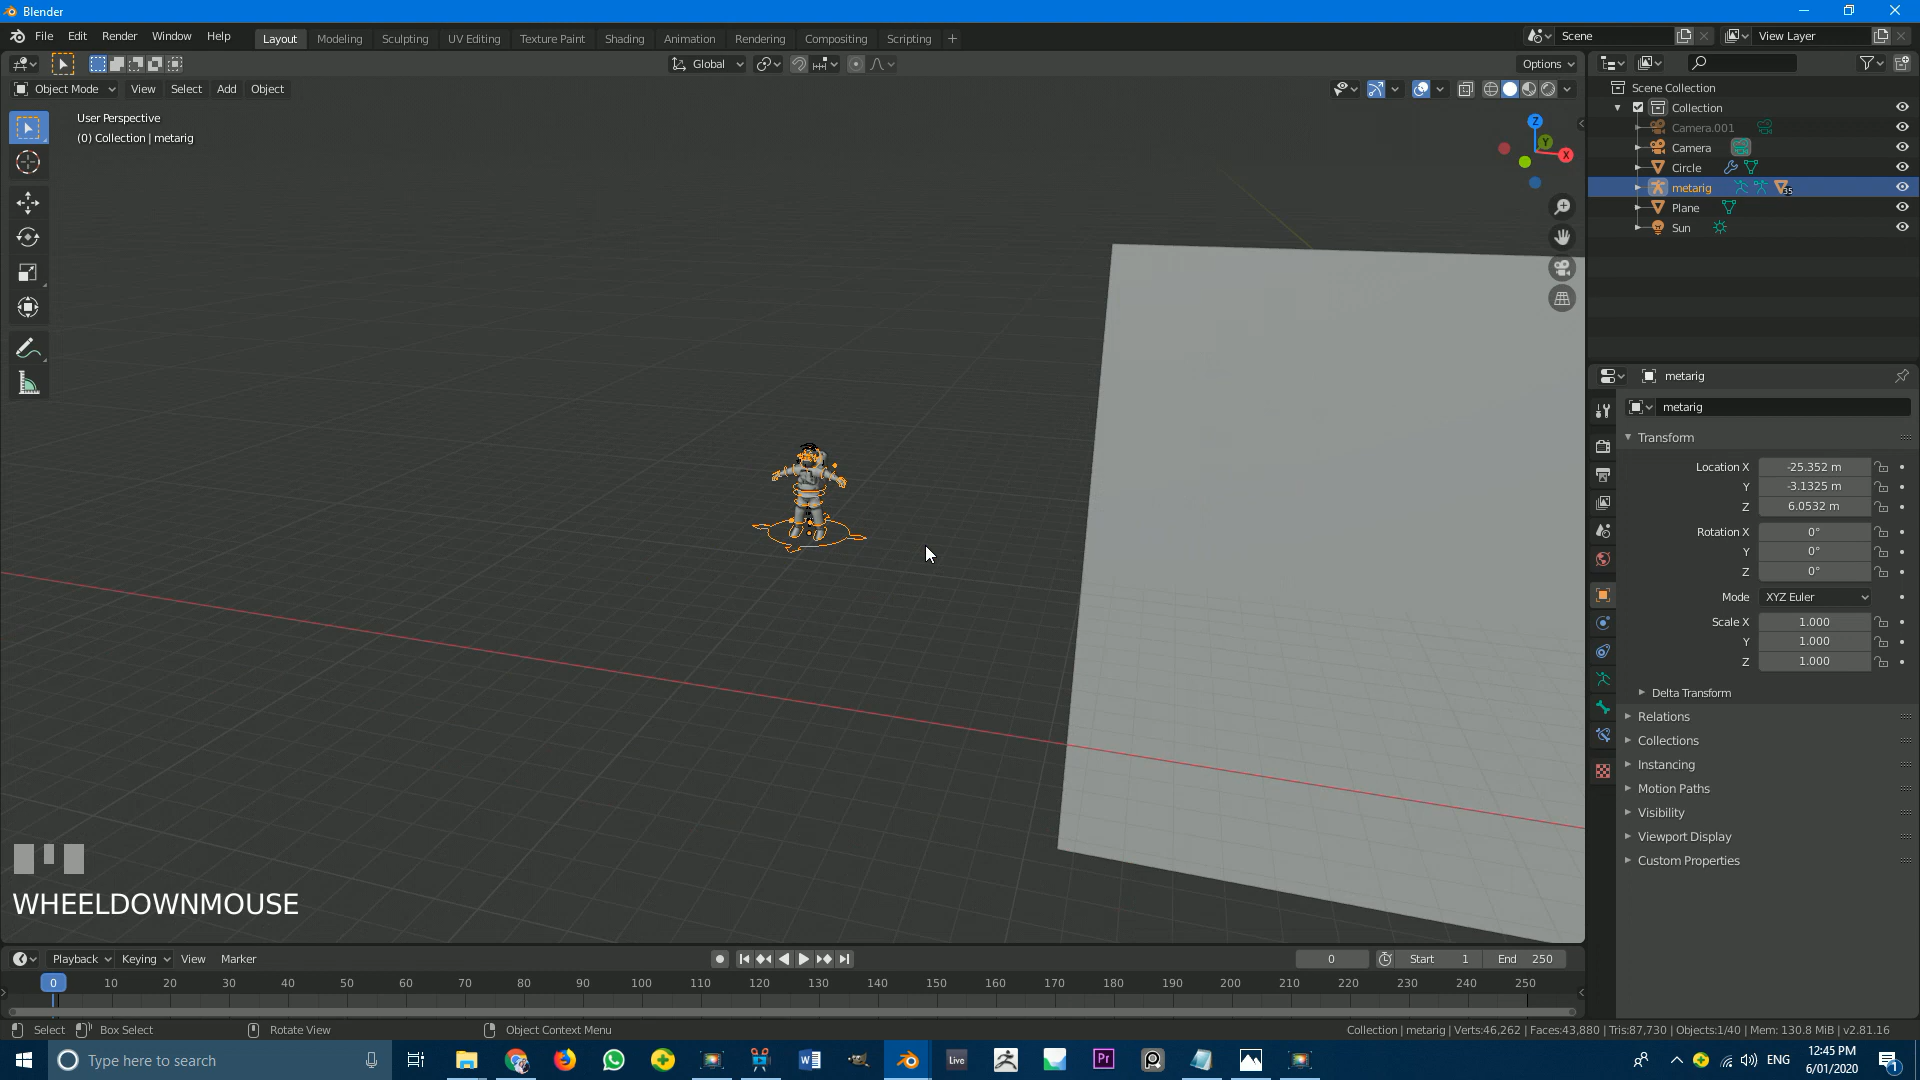 Blender
File Edit Render Window Help
Layout Modeling Sculpting UV Editing Texture Paint Shading Animation Rendering Compositing Scripting +
Scene
View Layer
Global
Options
Object Mode View Select Add Object
User Perspective
(0) Collection | metarig
Z
Y
X
Scene Collection
Collection
Camera.001
Camera
Circle
metarig
35
Plane
Sun
metarig
metarig
Transform
Location X -25.352 m
Y -3.1325 m
Z 6.0532 m
Rotation X 0°
Y 0°
Z 0°
Mode XYZ Euler
Scale X 1.000
Y 1.000
Z 1.000
Delta Transform
Relations
Collections
Instancing
Motion Paths
Visibility
Viewport Display
Custom Properties
WHEELDOWNMOUSE
Playback Keying View Marker
0 Start 1 End 250
0 10 20 30 40 50 60 70 80 90 100 110 120 130 140 150 160 170 180 190 200 210 220 230 240 250
Select Box Select Rotate View Object Context Menu
Collection | metarig | Verts:46,262 | Faces:43,880 | Tris:87,730 | Objects:1/40 | Mem: 130.8 MiB | v2.81.16
Type here to search
W
Live
Pr
ENG
12:45 PM
6/01/2020
1